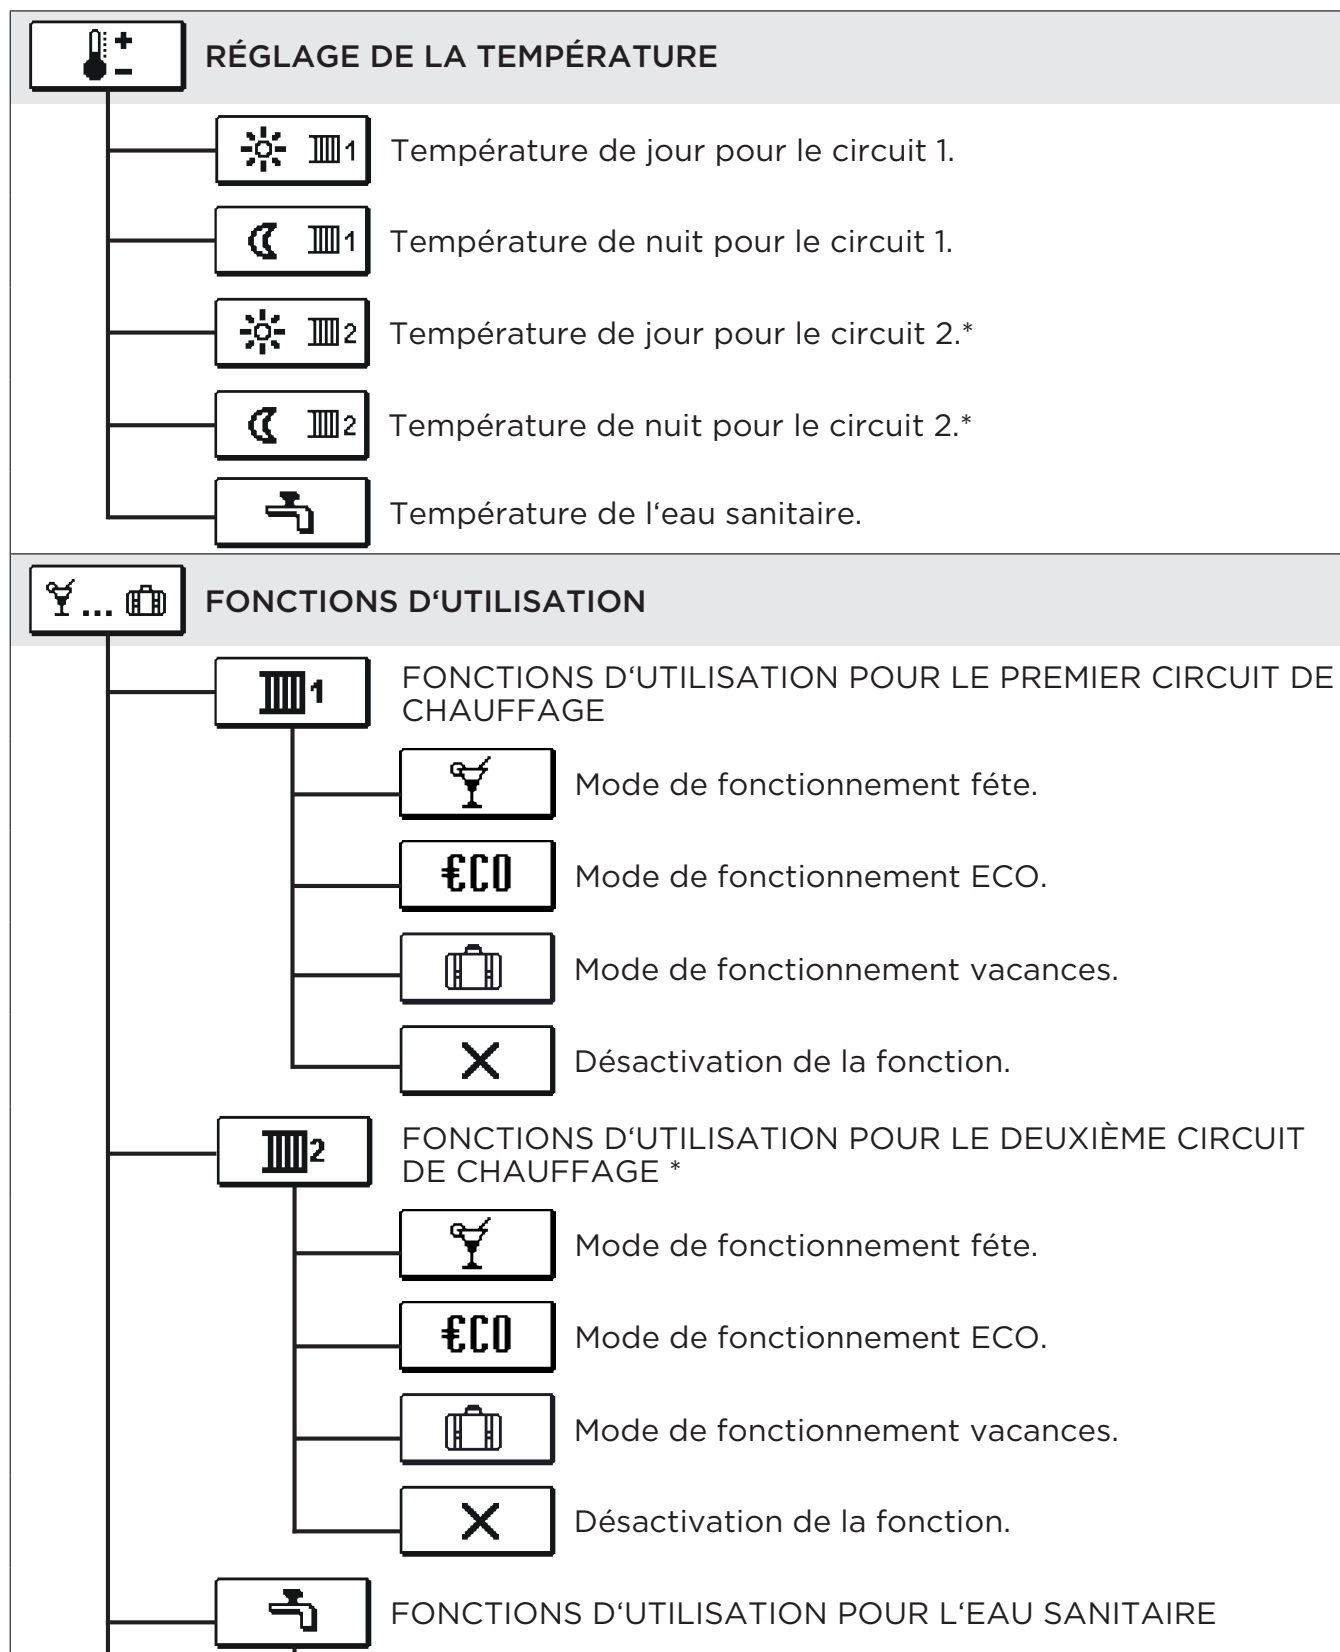 RÉGLAGE DE LA TEMPÉRATURE
1 Température de jour pour le circuit 1.
1 Température de nuit pour le circuit 1.
2 Température de jour pour le circuit 2.*
2 Température de nuit pour le circuit 2.*
Température de l‘eau sanitaire.
... FONCTIONS D‘UTILISATION
1 FONCTIONS D‘UTILISATION POUR LE PREMIER CIRCUIT DE
CHAUFFAGE
Mode de fonctionnement féte.
€CO Mode de fonctionnement ECO.
Mode de fonctionnement vacances.
Désactivation de la fonction.
2 FONCTIONS D‘UTILISATION POUR LE DEUXIÈME CIRCUIT
DE CHAUFFAGE *
Mode de fonctionnement féte.
€CO Mode de fonctionnement ECO.
Mode de fonctionnement vacances.
Désactivation de la fonction.
FONCTIONS D‘UTILISATION POUR L‘EAU SANITAIRE